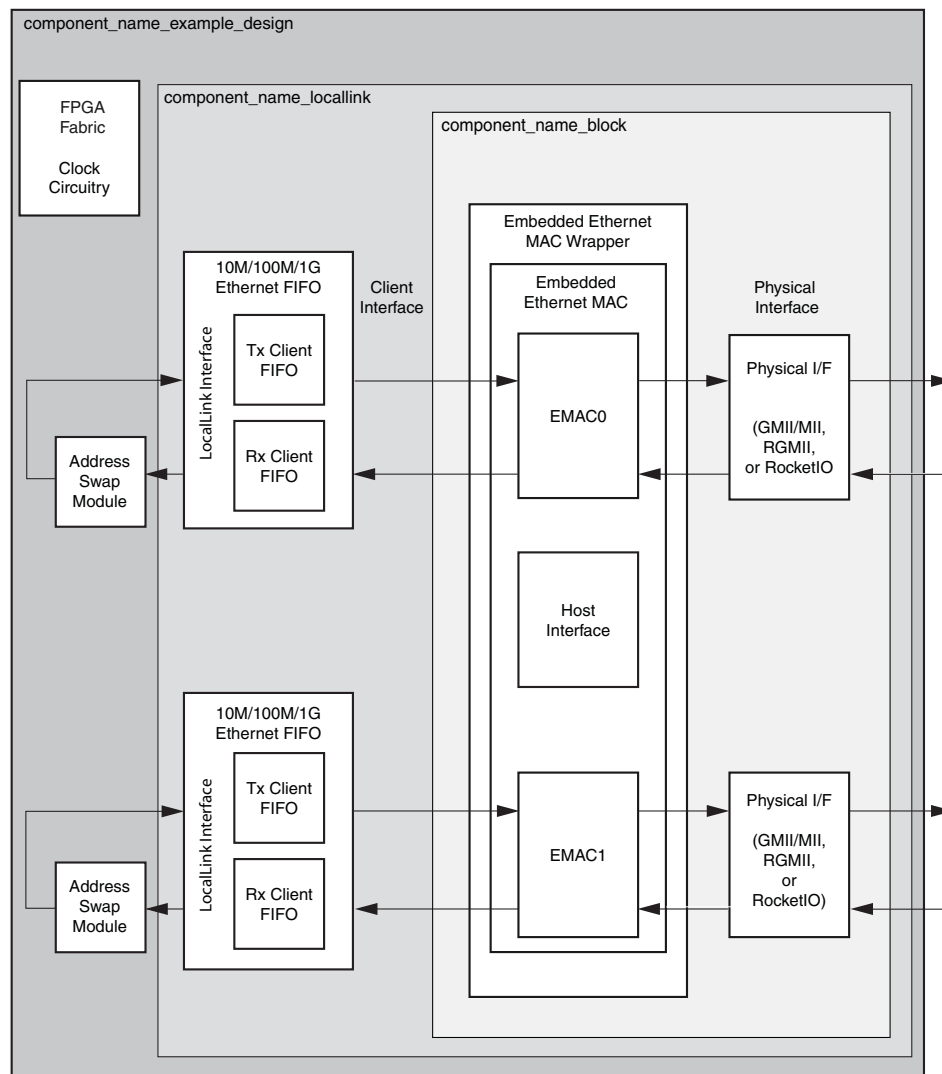 component_name_example_design
FPGA
Fabric
Clock
Circuitry
component_name_locallink
component_name_block
Embedded Ethernet
MAC Wrapper
10M/100M/1G
Ethernet FIFO
Client
Interface
Embedded
Ethernet MAC
Physical
Interface
LocalLink Interface
Tx Client
FIFO
Rx Client
FIFO
EMAC0
Physical I/F
(GMII/MII,
RGMII,
or RocketIO
Address
Swap
Module
Host
Interface
10M/100M/1G
Ethernet FIFO
LocalLink Interface
Tx Client
FIFO
Rx Client
FIFO
EMAC1
Physical I/F
(GMII/MII,
RGMII,
or
RocketIO)
Address
Swap
Module